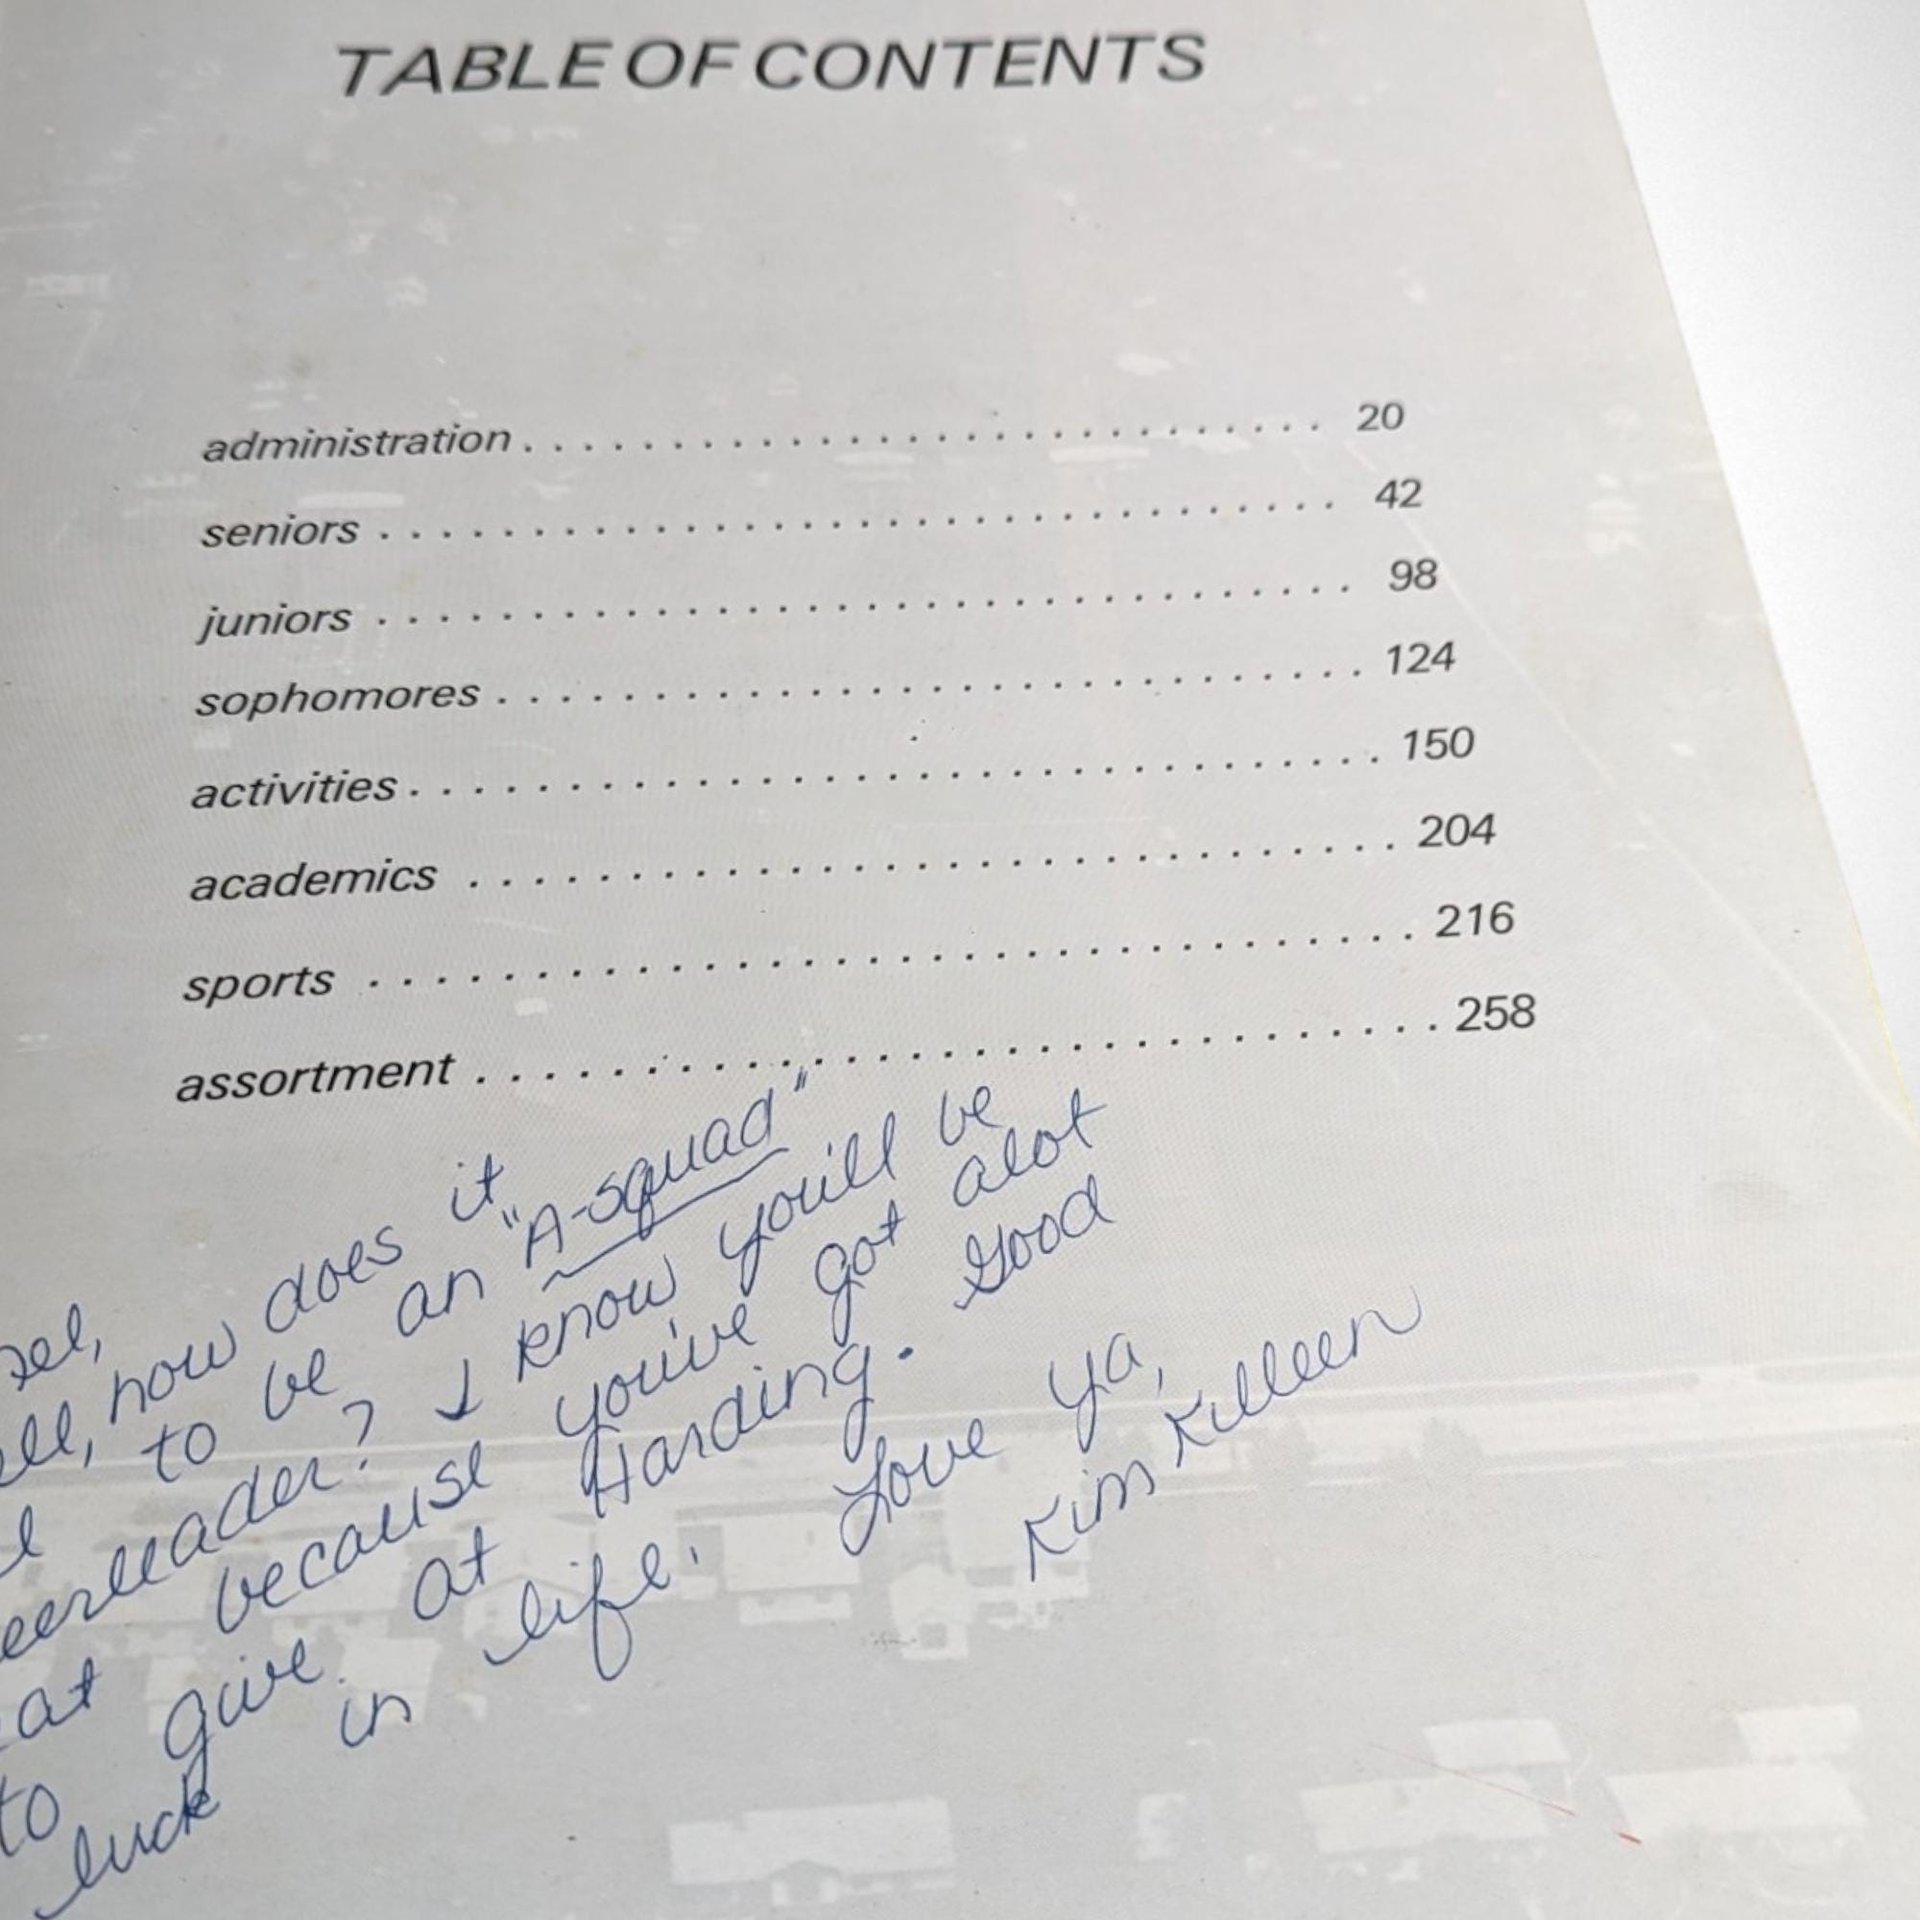 TABLE OF CONTENTS
administration . . . . . . . . . . . . . . . . . . . . . . . . . . . 20
seniors . . . . . . . . . . . . . . . . . . . . . . . . . . . . . . . . 42
juniors . . . . . . . . . . . . . . . . . . . . . . . . . . . . . . . . 98
sophomores . . . . . . . . . . . . . . . . . . . . . . . . . . . . 124
activities . . . . . . . . . . . . . . . . . . . . . . . . . . . . . . . 150
academics . . . . . . . . . . . . . . . . . . . . . . . . . . . . . 204
sports . . . . . . . . . . . . . . . . . . . . . . . . . . . . . . . . 216
assortment . . . . . . . . . . . . . . . . . . . . . . . . . . . . . 258
how does it
to be an "A-squad"
eerleader? I know you'll be
because you've got alot
to give at Harding. Good
luck in life.
Love Ya,
Kim Killeen